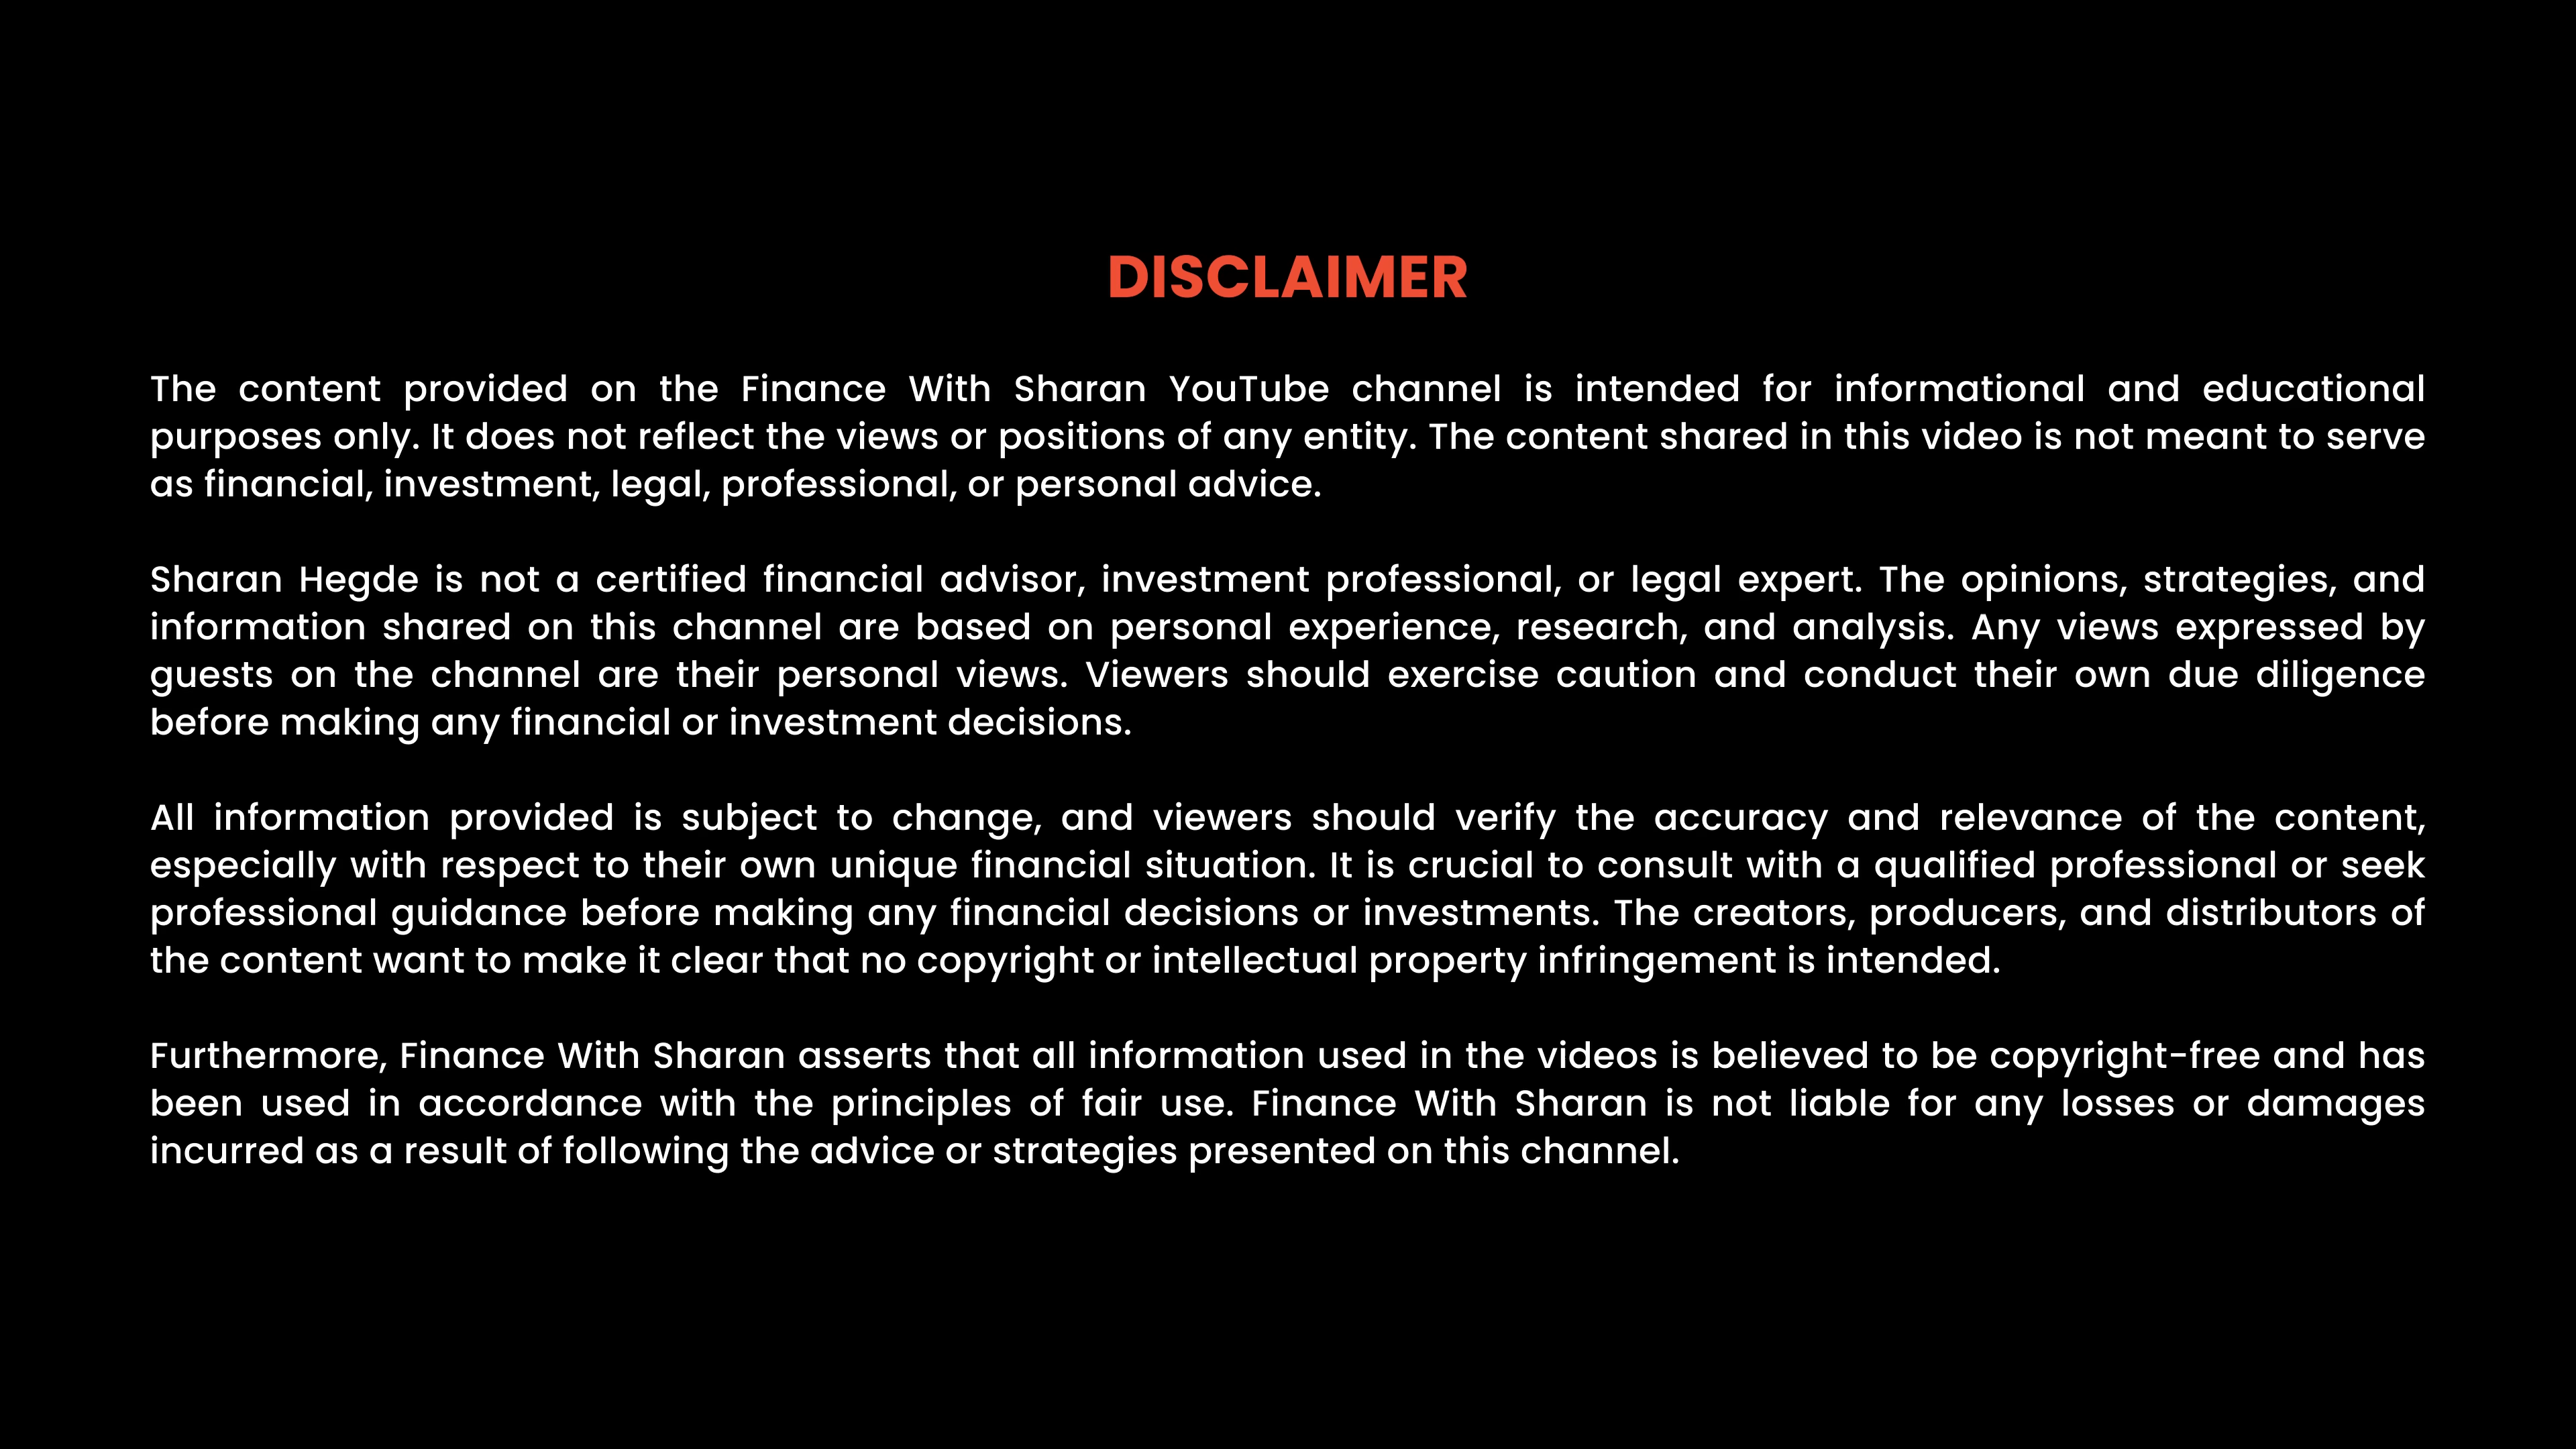 DISCLAIMER
The content provided on the Finance With Sharan YouTube channel is intended for informational and educational
purposes only. It does not reflect the views or positions of any entity. The content shared in this video is not meant to serve
as financial, investment, legal, professional, or personal advice.
Sharan Hegde is not a certified financial advisor, investment professional, or legal expert. The opinions, strategies, and
information shared on this channel are based on personal experience, research, and analysis. Any views expressed by
guests on the channel are their personal views. Viewers should exercise caution and conduct their own due diligence
before making any financial or investment decisions.
All information provided is subject to change, and viewers should verify the accuracy and relevance of the content,
especially with respect to their own unique financial situation. It is crucial to consult with a qualified professional or seek
professional guidance before making any financial decisions or investments. The creators, producers, and distributors of
the content want to make it clear that no copyright or intellectual property infringement is intended.
Furthermore, Finance With Sharan asserts that all information used in the videos is believed to be copyright-free and has
been used in accordance with the principles of fair use. Finance With Sharan is not liable for any losses or damages
incurred as a result of following the advice or strategies presented on this channel.